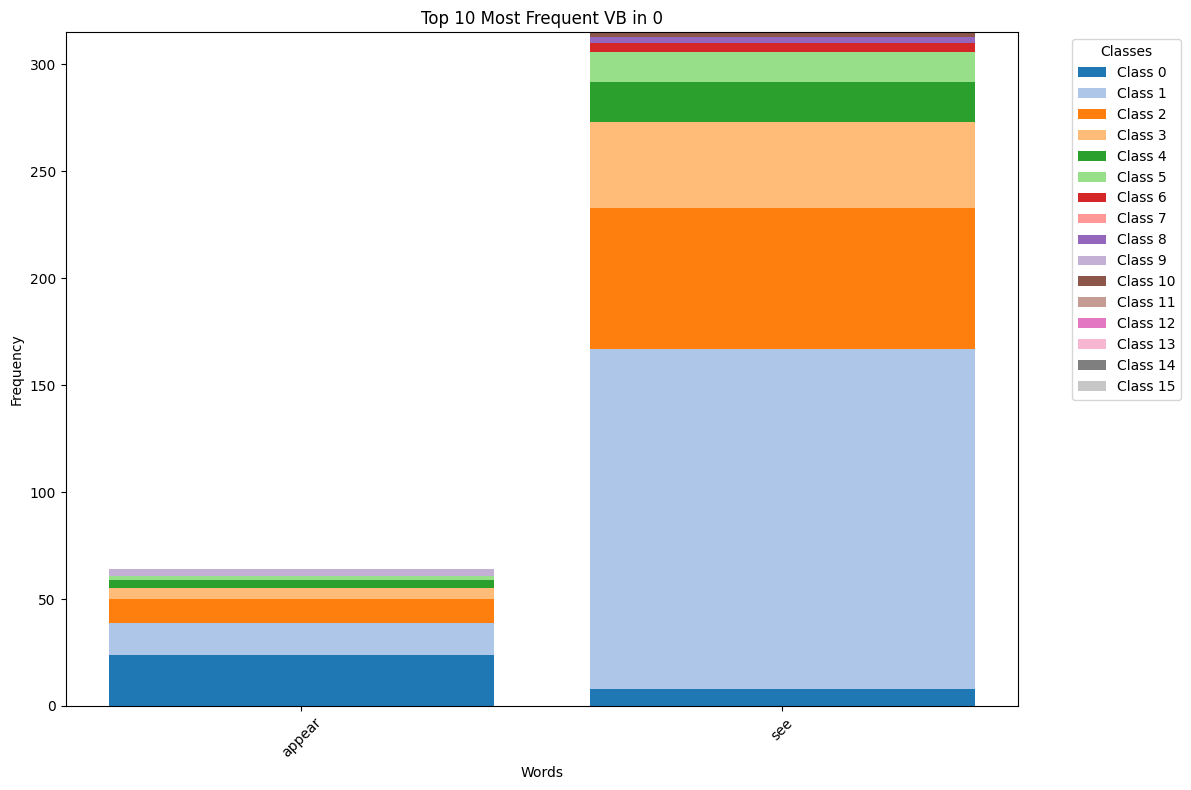 Top 10 Most Frequent VB in 0
300
250
200
150
100
50
0
Frequency
appear
see
Words
Classes
Class 0
Class 1
Class 2
Class 3
Class 4
Class 5
Class 6
Class 7
Class 8
Class 9
Class 10
Class 11
Class 12
Class 13
Class 14
Class 15